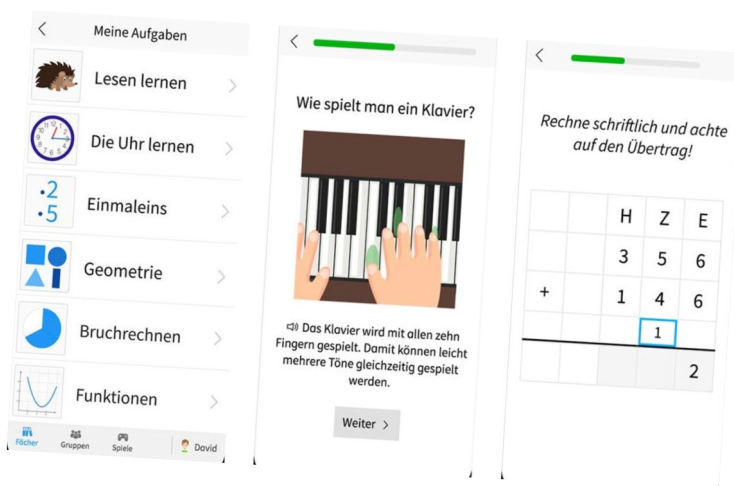 Meine Aufgaben
Lesen lernen
Die Uhr lernen
·2
·5
Einmaleins
Geometrie
Bruchrechnen
Funktionen
Fächer
Gruppen
Spiele
David
Wie spielt man ein Klavier?
Das Klavier wird mit allen zehn
Fingern gespielt. Damit können leicht
mehrere Töne gleichzeitig gespielt
werden.
Weiter >
Rechne schriftlich und achte
auf den Übertrag!
H Z E
3 5 6
+ 1 4 6
1
2